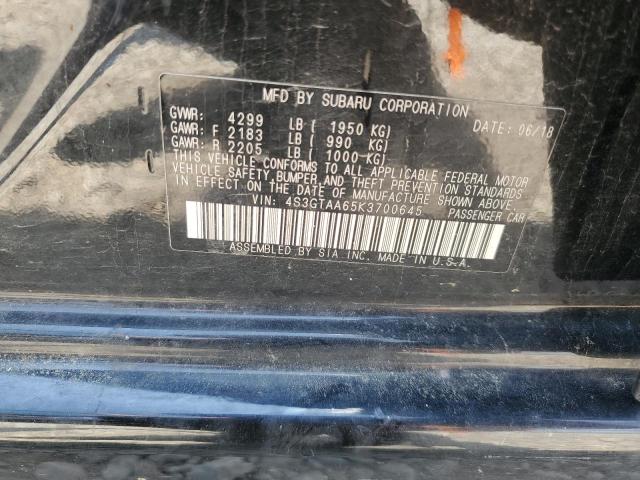 MFD BY SUBARU CORPORATION
GVWR: 4299 LB ( 1950 KG) DATE: 06/18
GAWR: F 2183 LB ( 990 KG)
GAWR: R 2205 LB ( 1000 KG)
THIS VEHICLE CONFORMS TO ALL APPLICABLE FEDERAL MOTOR
VEHICLE SAFETY, BUMPER, AND THEFT PREVENTION STANDARDS
IN EFFECT ON THE DATE OF MANUFACTURE SHOWN ABOVE.
VIN: 4S3GTAA65K3700645 PASSENGER CAR
ASSEMBLED BY SIA INC. MADE IN U.S.A.